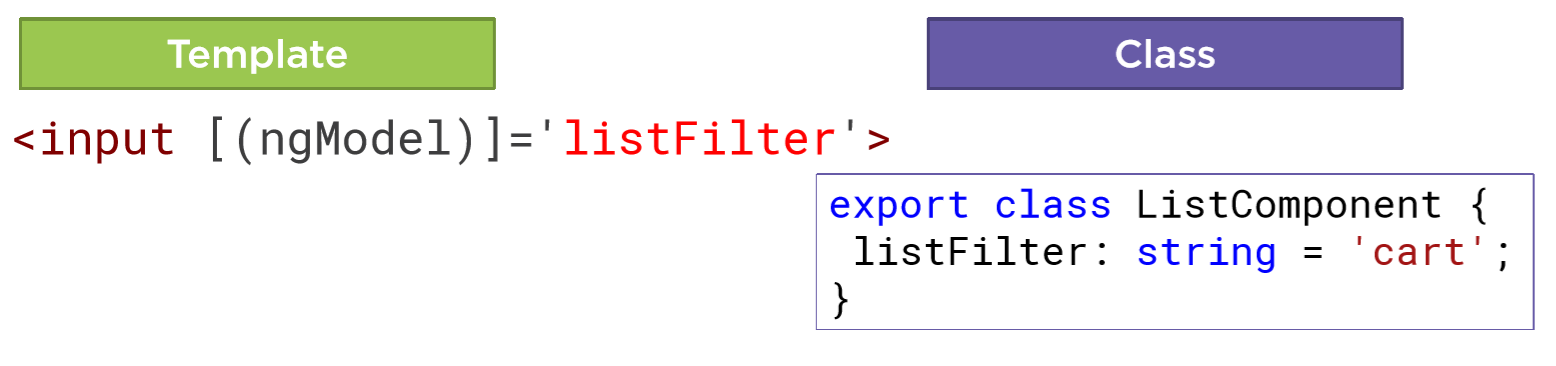 Template
Class
<input [(ngModel)]='listFilter'>
export class ListComponent {
 listFilter: string = 'cart';
}